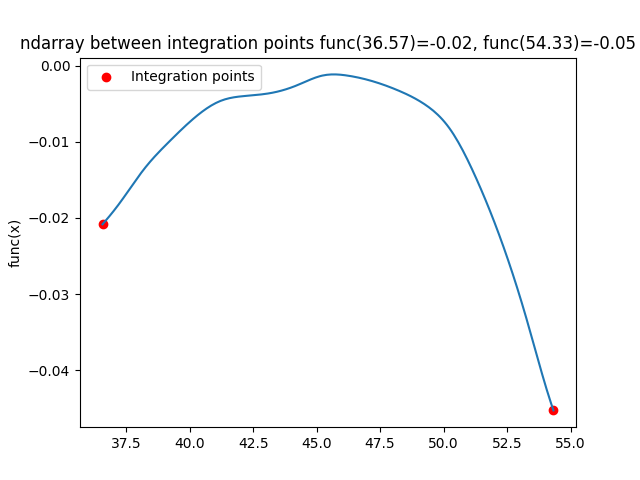 ndarray between integration points func(36.57)=-0.02, func(54.33)=-0.05
Integration points
func(x)
0.00
−0.01
−0.02
−0.03
−0.04
37.5 40.0 42.5 45.0 47.5 50.0 52.5 55.0